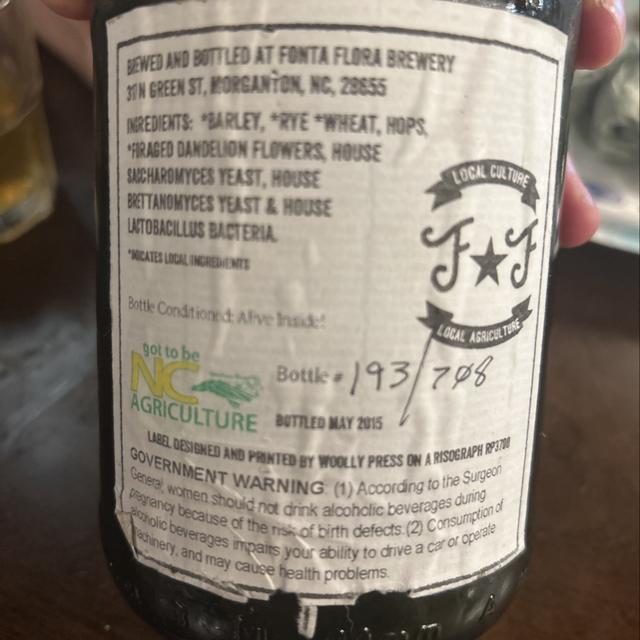 BREWED AND BOTTLED AT FONTA FLORA BREWERY
317 N GREEN ST, MORGANTON, NC, 28655
INGREDIENTS: *BARLEY, *RYE *WHEAT, HOPS,
*FORAGED DANDELION FLOWERS, HOUSE
SACCHAROMYCES YEAST, HOUSE
BRETTANOMYCES YEAST & HOUSE
LACTOBACILLUS BACTERIA.
*INDICATES LOCAL INGREDIENTS
LOCAL CULTURE
F★F
LOCAL AGRICULTURE
Bottle Conditioned: Alive Inside!
got to be
NC
AGRICULTURE
Bottle # 193/708
BOTTLED MAY 2015
LABEL DESIGNED AND PRINTED BY WOOLLY PRESS ON A RISOGRAPH RP3700
GOVERNMENT WARNING (1) According to the Surgeon
General, women should not drink alcoholic beverages during
pregnancy because of the risk of birth defects. (2) Consumption of
alcoholic beverages impairs your ability to drive a car or operate
machinery, and may cause health problems.